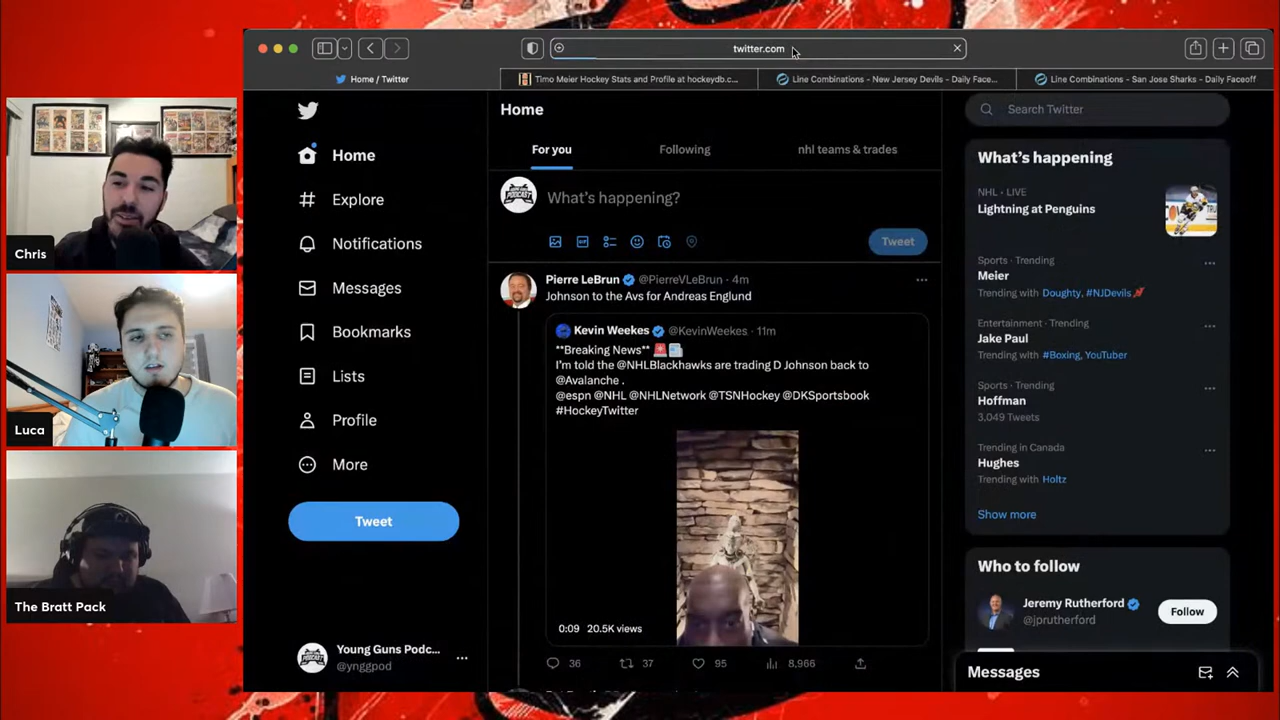 twitter.com
Home / Twitter
Timo Meier Hockey Stats and Profile at hockeydb.c...
Line Combinations - New Jersey Devils - Daily Face...
Line Combinations - San Jose Sharks - Daily Faceoff
Home
Explore
Notifications
Messages
Bookmarks
Lists
Profile
More
Tweet
Young Guns Podc...
@ynggpod
Home
For you
Following
nhl teams & trades
What's happening?
Tweet
Pierre LeBrun @PierreVLeBrun · 4m
Johnson to the Avs for Andreas Englund
Kevin Weekes @KevinWeekes · 11m
**Breaking News** 🚨📰
I'm told the @NHLBlackhawks are trading D Johnson back to
@Avalanche .
@espn @NHL @NHLNetwork @TSNHockey @DKSportsbook
#HockeyTwitter
0:09 20.5K views
36 37 95 8,966
Search Twitter
What's happening
NHL · LIVE
Lightning at Penguins
Sports · Trending
Meier
Trending with Doughty, #NJDevils
Entertainment · Trending
Jake Paul
Trending with #Boxing, YouTuber
Sports · Trending
Hoffman
3,049 Tweets
Trending in Canada
Hughes
Trending with Holtz
Show more
Who to follow
Jeremy Rutherford
@jprutherford
Follow
Messages
Chris
Luca
The Bratt Pack